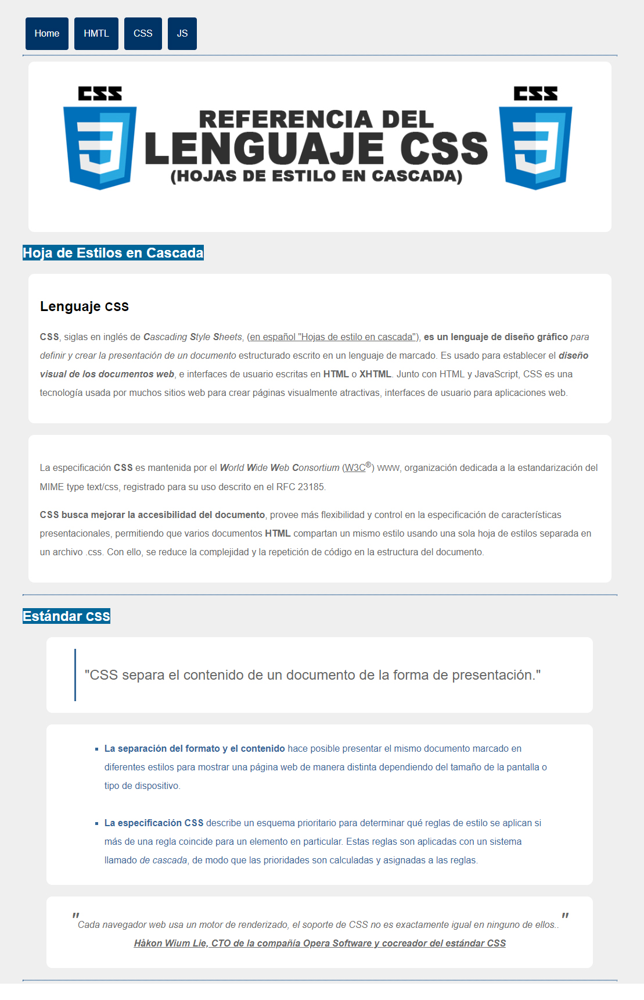 Home HMTL CSS JS
CSS CSS
REFERENCIA DEL
LENGUAJE CSS
(HOJAS DE ESTILO EN CASCADA)
Hoja de Estilos en Cascada
Lenguaje CSS
CSS, siglas en inglés de Cascading Style Sheets, (en español "Hojas de estilo en cascada"), es un lenguaje de diseño gráfico para
definir y crear la presentación de un documento estructurado escrito en un lenguaje de marcado. Es usado para establecer el diseño
visual de los documentos web, e interfaces de usuario escritas en HTML o XHTML. Junto con HTML y JavaScript, CSS es una
tecnología usada por muchos sitios web para crear páginas visualmente atractivas, interfaces de usuario para aplicaciones web.
La especificación CSS es mantenida por el World Wide Web Consortium (W3C®) WWW, organización dedicada a la estandarización del
MIME type text/css, registrado para su uso descrito en el RFC 23185.
CSS busca mejorar la accesibilidad del documento, provee más flexibilidad y control en la especificación de características
presentacionales, permitiendo que varios documentos HTML compartan un mismo estilo usando una sola hoja de estilos separada en
un archivo .css. Con ello, se reduce la complejidad y la repetición de código en la estructura del documento.
Estándar CSS
"CSS separa el contenido de un documento de la forma de presentación."
▪ La separación del formato y el contenido hace posible presentar el mismo documento marcado en
diferentes estilos para mostrar una página web de manera distinta dependiendo del tamaño de la pantalla o
tipo de dispositivo.
▪ La especificación CSS describe un esquema prioritario para determinar qué reglas de estilo se aplican si
más de una regla coincide para un elemento en particular. Estas reglas son aplicadas con un sistema
llamado de cascada, de modo que las prioridades son calculadas y asignadas a las reglas.
"Cada navegador web usa un motor de renderizado, el soporte de CSS no es exactamente igual en ninguno de ellos.."
Håkon Wium Lie, CTO de la compañía Opera Software y cocreador del estándar CSS